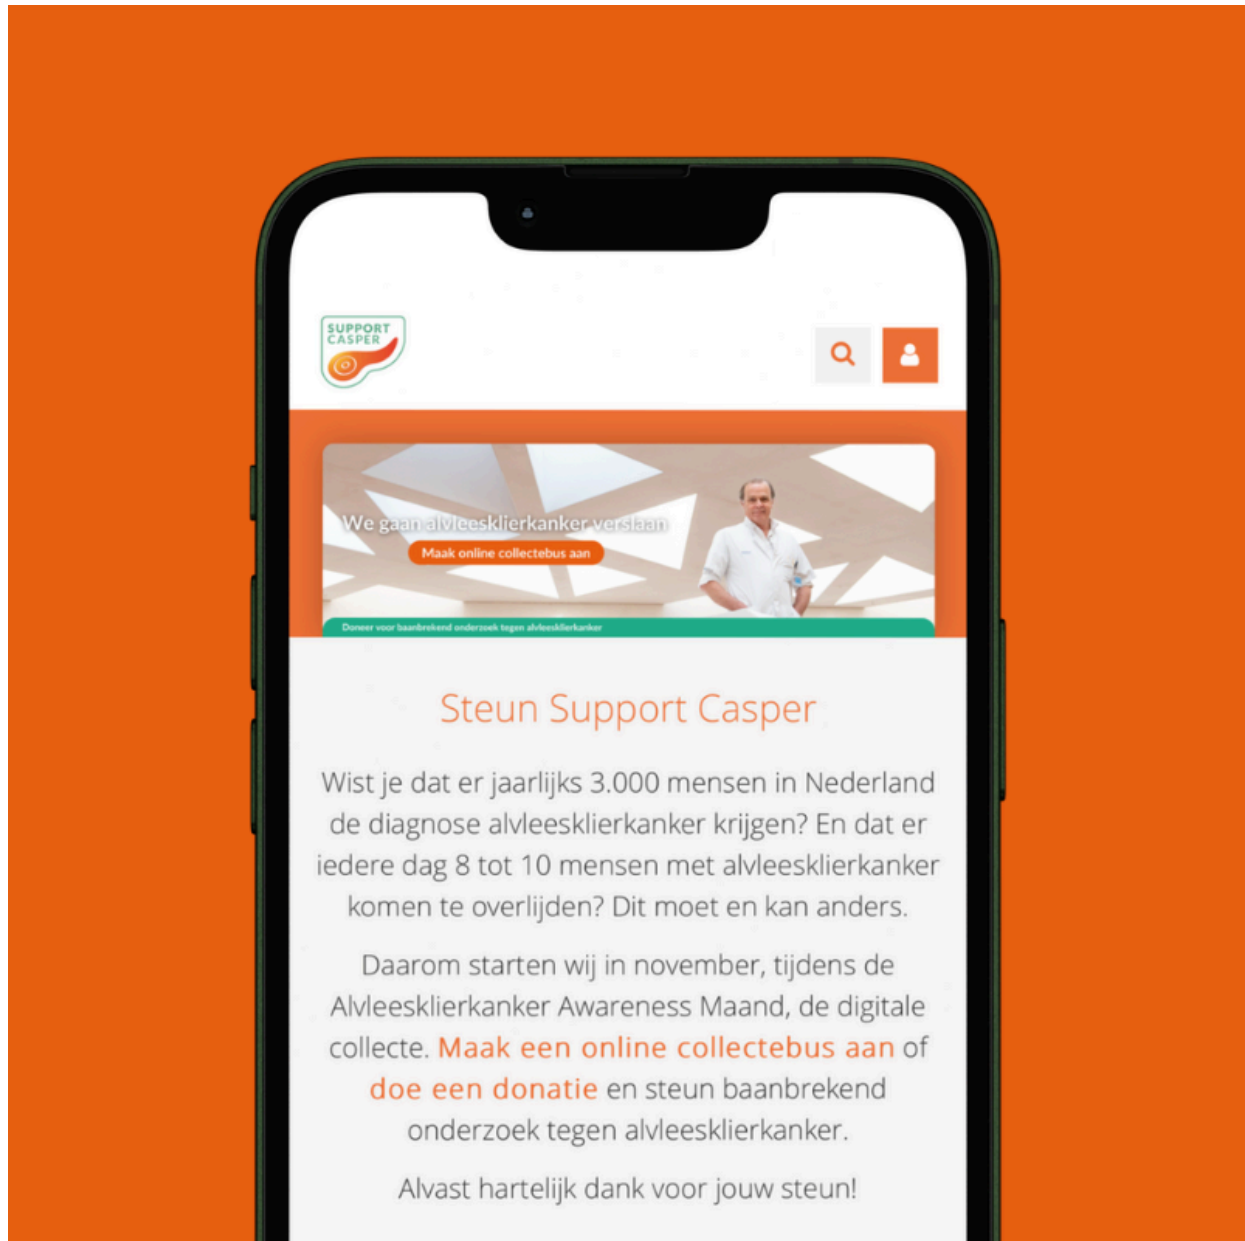 SUPPORT
CASPER
We gaan alvleesklierkanker verslaan
Maak online collectebus aan
Doneer voor baanbrekend onderzoek tegen alvleesklierkanker
Steun Support Casper
Wist je dat er jaarlijks 3.000 mensen in Nederland
de diagnose alvleesklierkanker krijgen? En dat er
iedere dag 8 tot 10 mensen met alvleesklierkanker
komen te overlijden? Dit moet en kan anders.
Daarom starten wij in november, tijdens de
Alvleesklierkanker Awareness Maand, de digitale
collecte. Maak een online collectebus aan of
doe een donatie en steun baanbrekend
onderzoek tegen alvleesklierkanker.
Alvast hartelijk dank voor jouw steun!